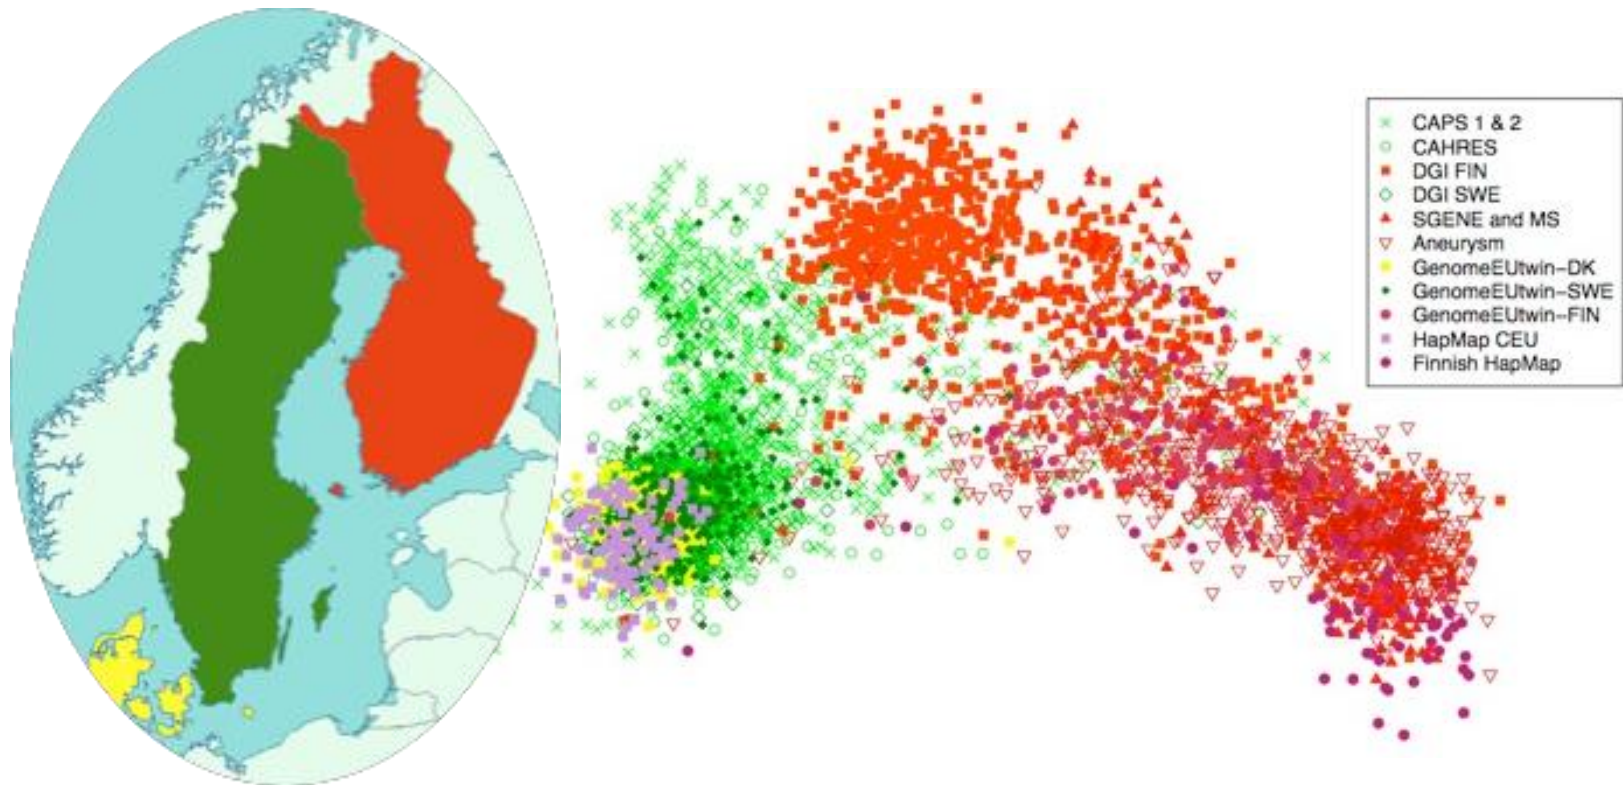 CAPS 1 & 2
CAHRES
DGI FIN
DGI SWE
SGENE and MS
Aneurysm
GenomeEUtwin-DK
GenomeEUtwin-SWE
GenomeEUtwin-FIN
HapMap CEU
Finnish HapMap